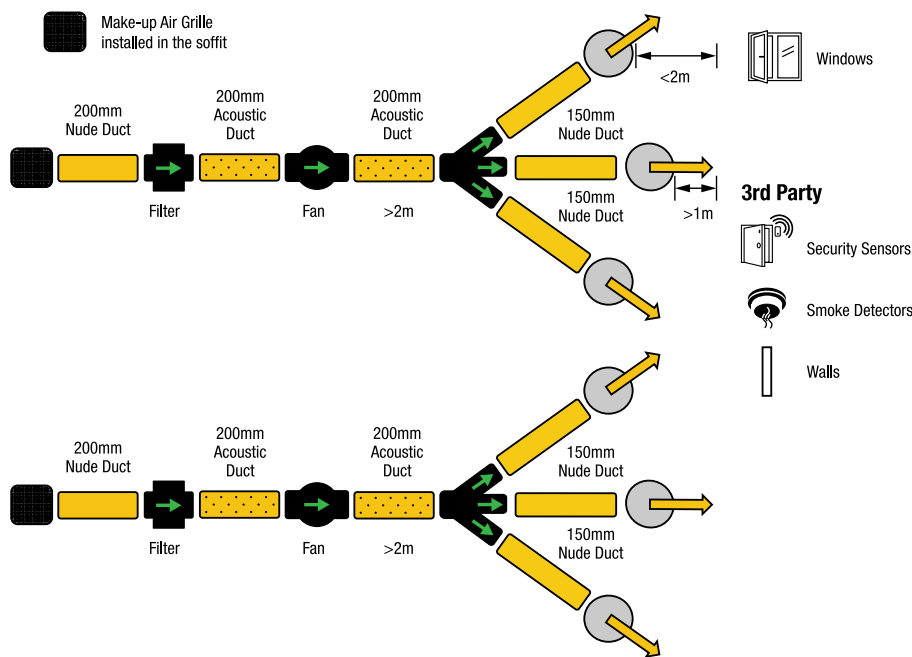 Make-up Air Grille
installed in the soffit
<2m
Windows
200mm
Nude Duct
200mm
Acoustic
Duct
200mm
Acoustic
Duct
150mm
Nude Duct
Filter
Fan
>2m
150mm
Nude Duct
>1m
3rd Party
Security Sensors
Smoke Detectors
Walls
200mm
Nude Duct
200mm
Acoustic
Duct
200mm
Acoustic
Duct
150mm
Nude Duct
Filter
Fan
>2m
150mm
Nude Duct